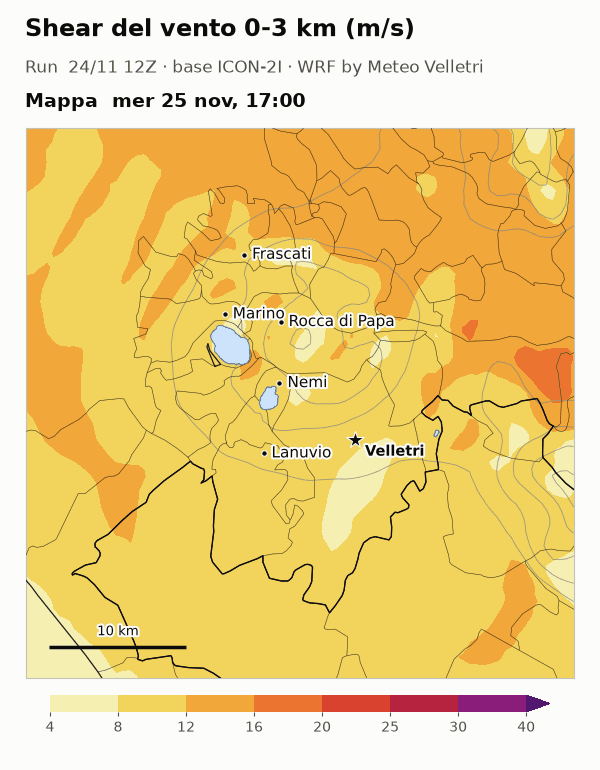 Shear del vento 0-3 km (m/s)
Run  24/11 12Z · base ICON-2I · WRF by Meteo Velletri
Mappa  mer 25 nov, 17:00
Frascati
Marino
Rocca di Papa
Nemi
Velletri
Lanuvio
10 km
4 8 12 16 20 25 30 40